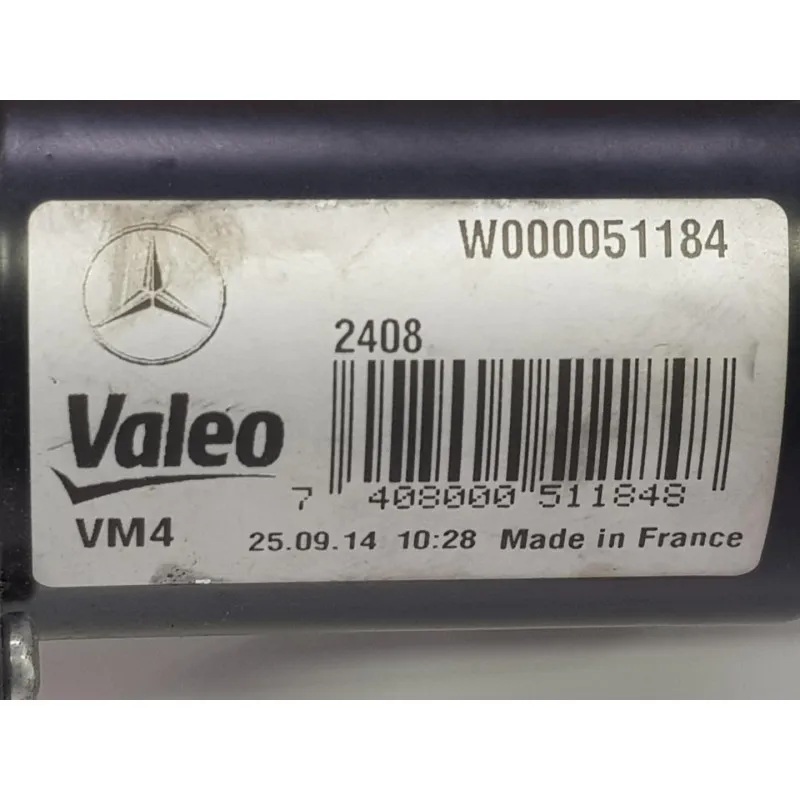 W000051184
2408
Valeo
7 408000 511848
VM4 25.09.14 10:28 Made in France